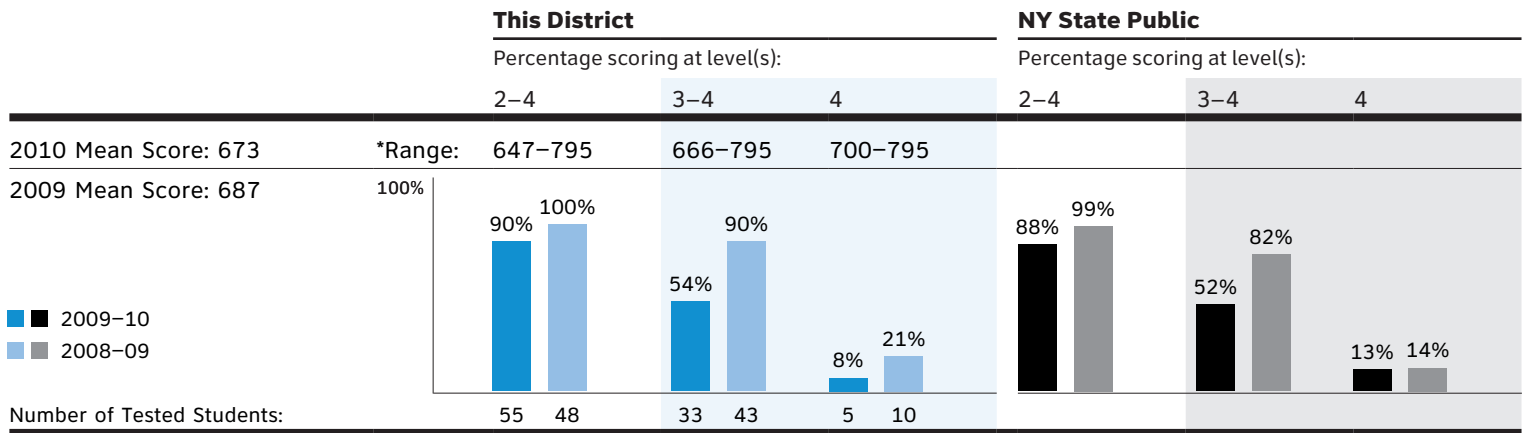 This District NY State Public
Percentage scoring at level(s): Percentage scoring at level(s):
2–4 3–4 4 2–4 3–4 4
2010 Mean Score: 673 *Range: 647–795 666–795 700–795
2009 Mean Score: 687 100%
90% 100% 90% 88% 99% 82%
54% 52%
8% 21% 13% 14%
2009–10
2008–09
Number of Tested Students: 55 48 33 43 5 10